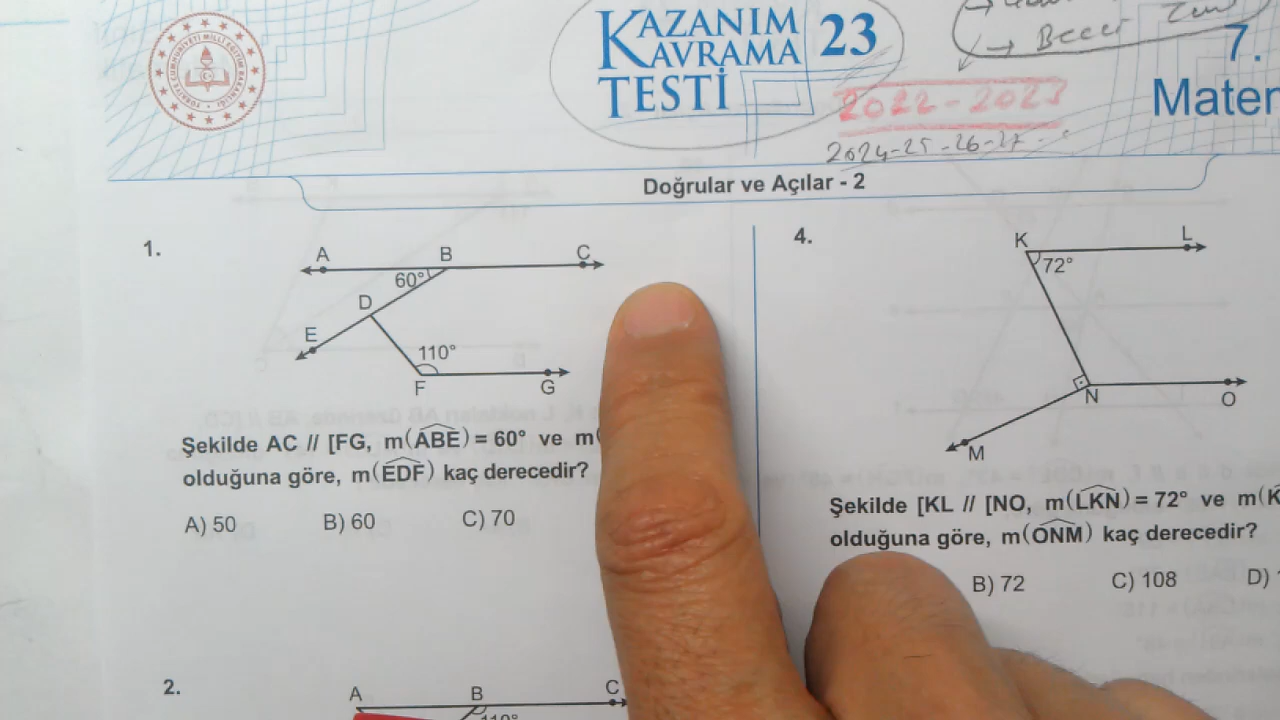 KAZANIM
KAVRAMA
TESTİ
23
→ Beceri
7.
Mater
2022-2023
2024-25-26-27
Doğrular ve Açılar - 2
1.
A B C
60°
D
E
110°
F G
Şekilde AC // [FG, m(ABE) = 60° ve m(
olduğuna göre, m(EDF) kaç derecedir?
A) 50 B) 60 C) 70
2.
A B C
110°
4.
K L
72°
N O
M
Şekilde [KL // [NO, m(LKN) = 72° ve m(K
olduğuna göre, m(ONM) kaç derecedir?
B) 72 C) 108 D)